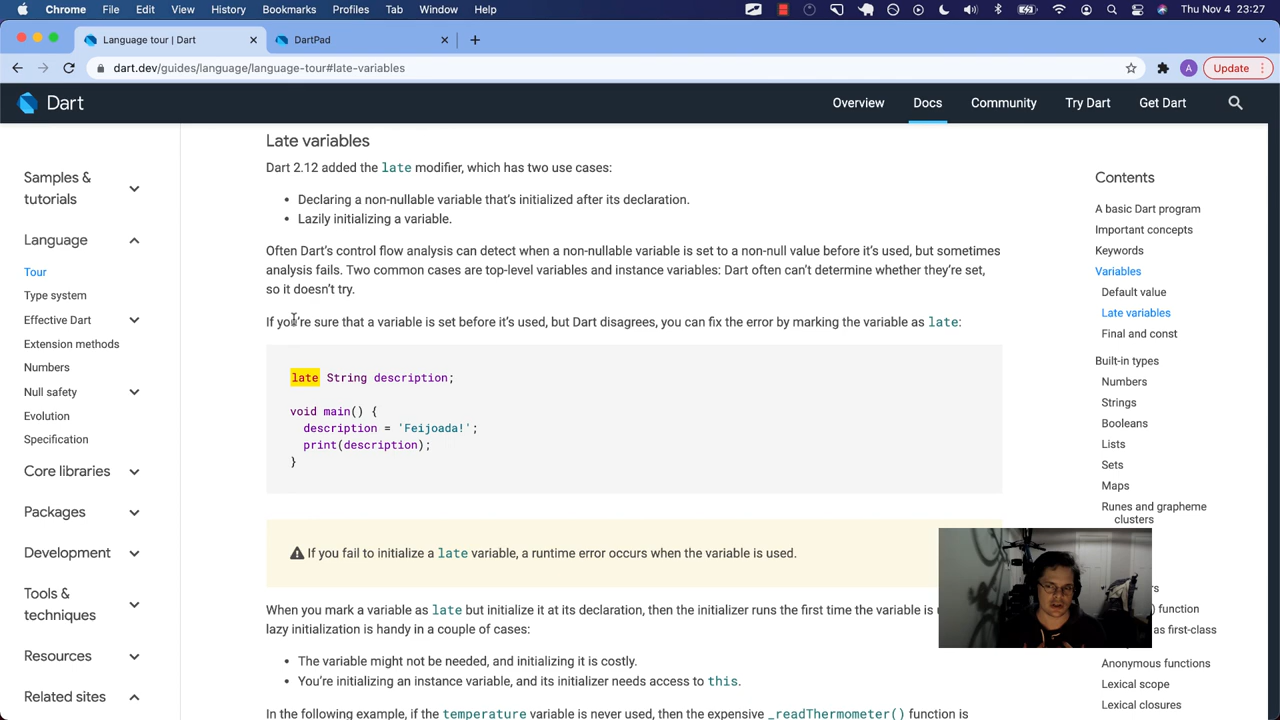 Chrome File Edit View History Bookmarks Profiles Tab Window Help Thu Nov 4 23:27
Language tour | Dart
DartPad
dart.dev/guides/language/language-tour#late-variables
A
Update
Dart
Overview Docs Community Try Dart Get Dart
Samples &
tutorials
Language
Tour
Type system
Effective Dart
Extension methods
Numbers
Null safety
Evolution
Specification
Core libraries
Packages
Development
Tools &
techniques
Resources
Related sites
Late variables
Dart 2.12 added the late modifier, which has two use cases:
• Declaring a non-nullable variable that's initialized after its declaration.
• Lazily initializing a variable.
Often Dart's control flow analysis can detect when a non-nullable variable is set to a non-null value before it's used, but sometimes
analysis fails. Two common cases are top-level variables and instance variables: Dart often can't determine whether they're set,
so it doesn't try.
If you're sure that a variable is set before it's used, but Dart disagrees, you can fix the error by marking the variable as late:
late String description;
void main() {
description = 'Feijoada!';
print(description);
}
If you fail to initialize a late variable, a runtime error occurs when the variable is used.
When you mark a variable as late but initialize it at its declaration, then the initializer runs the first time the variable is
lazy initialization is handy in a couple of cases:
• The variable might not be needed, and initializing it is costly.
• You're initializing an instance variable, and its initializer needs access to this.
In the following example, if the temperature variable is never used, then the expensive _readThermometer() function is
Contents
A basic Dart program
Important concepts
Keywords
Variables
Default value
Late variables
Final and const
Built-in types
Numbers
Strings
Booleans
Lists
Sets
Maps
Runes and grapheme
clusters
) function
as first-class
Anonymous functions
Lexical scope
Lexical closures